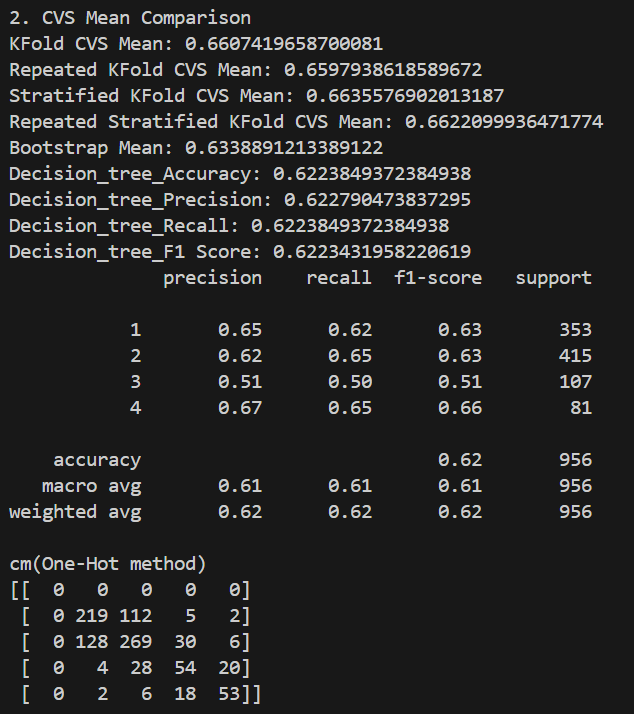 2. CVS Mean Comparison
KFold CVS Mean: 0.6607419658700081
Repeated KFold CVS Mean: 0.6597938618589672
Stratified KFold CVS Mean: 0.6635576902013187
Repeated Stratified KFold CVS Mean: 0.6622099936471774
Bootstrap Mean: 0.6338891213389122
Decision_tree_Accuracy: 0.6223849372384938
Decision_tree_Precision: 0.622790473837295
Decision_tree_Recall: 0.6223849372384938
Decision_tree_F1 Score: 0.6223431958220619
precision recall f1-score support
1 0.65 0.62 0.63 353
2 0.62 0.65 0.63 415
3 0.51 0.50 0.51 107
4 0.67 0.65 0.66 81
accuracy 0.62 956
macro avg 0.61 0.61 0.61 956
weighted avg 0.62 0.62 0.62 956
cm(One-Hot method)
[[ 0 0 0 0 0]
[ 0 219 112 5 2]
[ 0 128 269 30 6]
[ 0 4 28 54 20]
[ 0 2 6 18 53]]